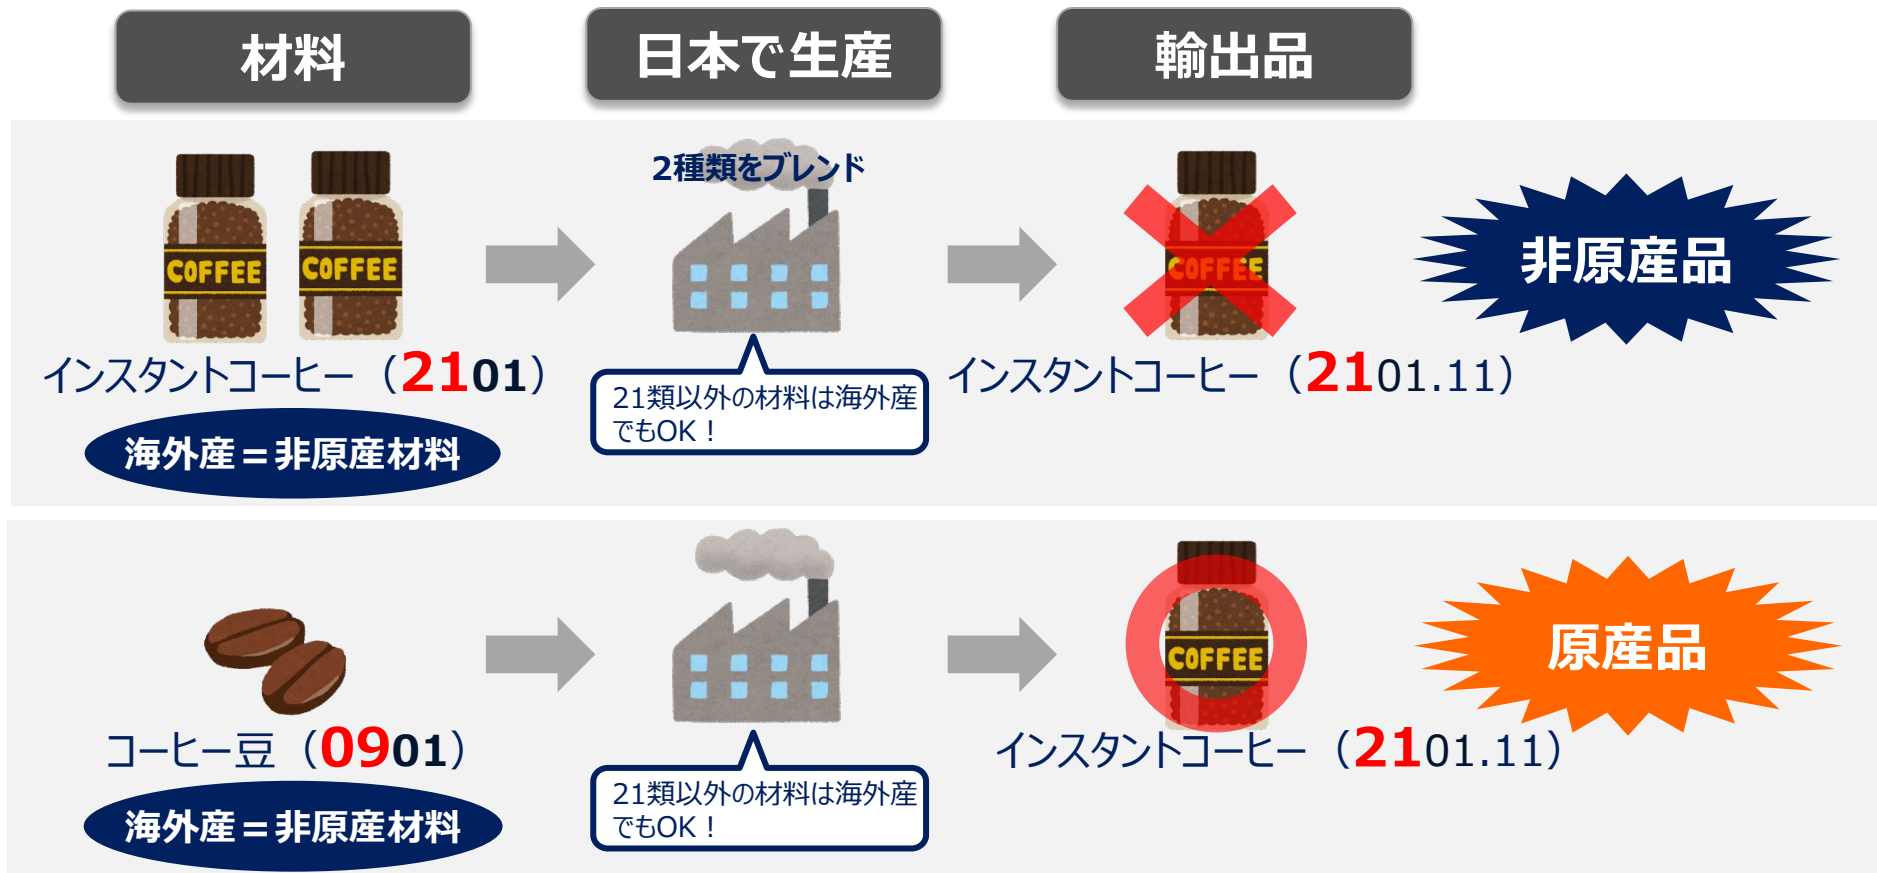 材料
日本で生産
輸出品
2種類をブレンド
COFFEE
COFFEE
COFFEE
非原産品
インスタントコーヒー（2101）
21類以外の材料は海外産
でもOK！
インスタントコーヒー（2101.11）
海外産＝非原産材料
COFFEE
原産品
コーヒー豆（0901）
21類以外の材料は海外産
でもOK！
インスタントコーヒー（2101.11）
海外産＝非原産材料